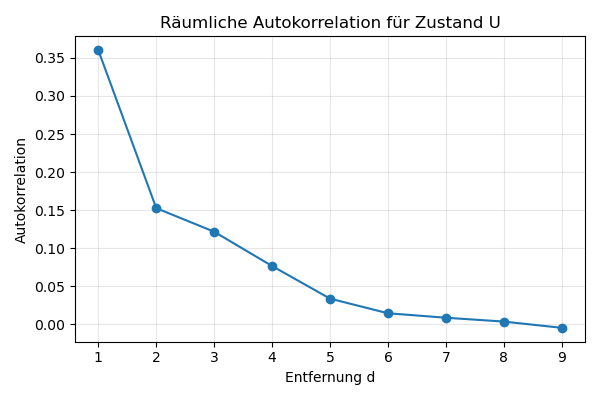 Räumliche Autokorrelation für Zustand U
Autokorrelation
0.35
0.30
0.25
0.20
0.15
0.10
0.05
0.00
1 2 3 4 5 6 7 8 9
Entfernung d